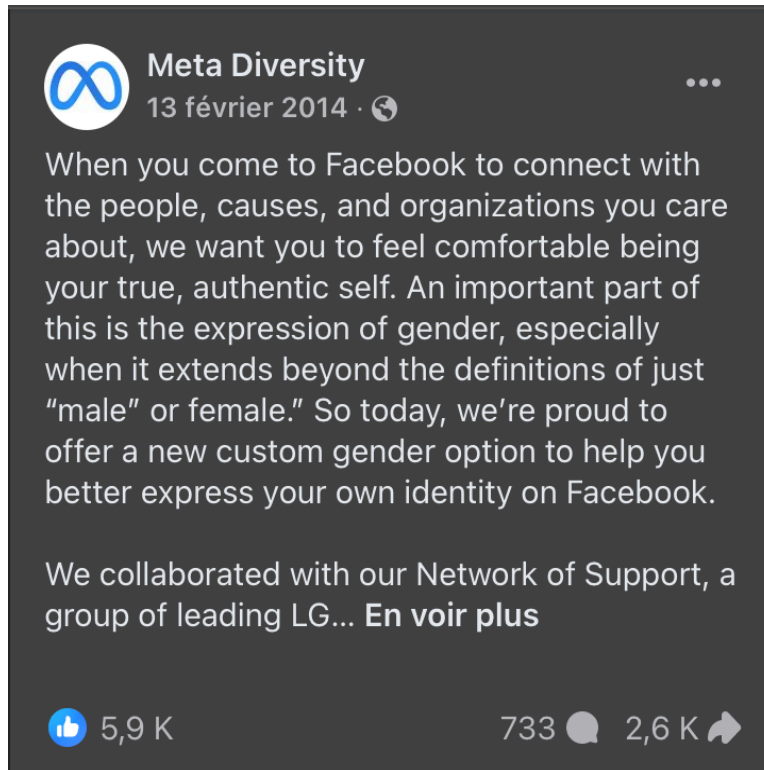 Meta Diversity
13 février 2014 ·
When you come to Facebook to connect with
the people, causes, and organizations you care
about, we want you to feel comfortable being
your true, authentic self. An important part of
this is the expression of gender, especially
when it extends beyond the definitions of just
“male” or female.” So today, we’re proud to
offer a new custom gender option to help you
better express your own identity on Facebook.
We collaborated with our Network of Support, a
group of leading LG... En voir plus
5,9 K 733 2,6 K